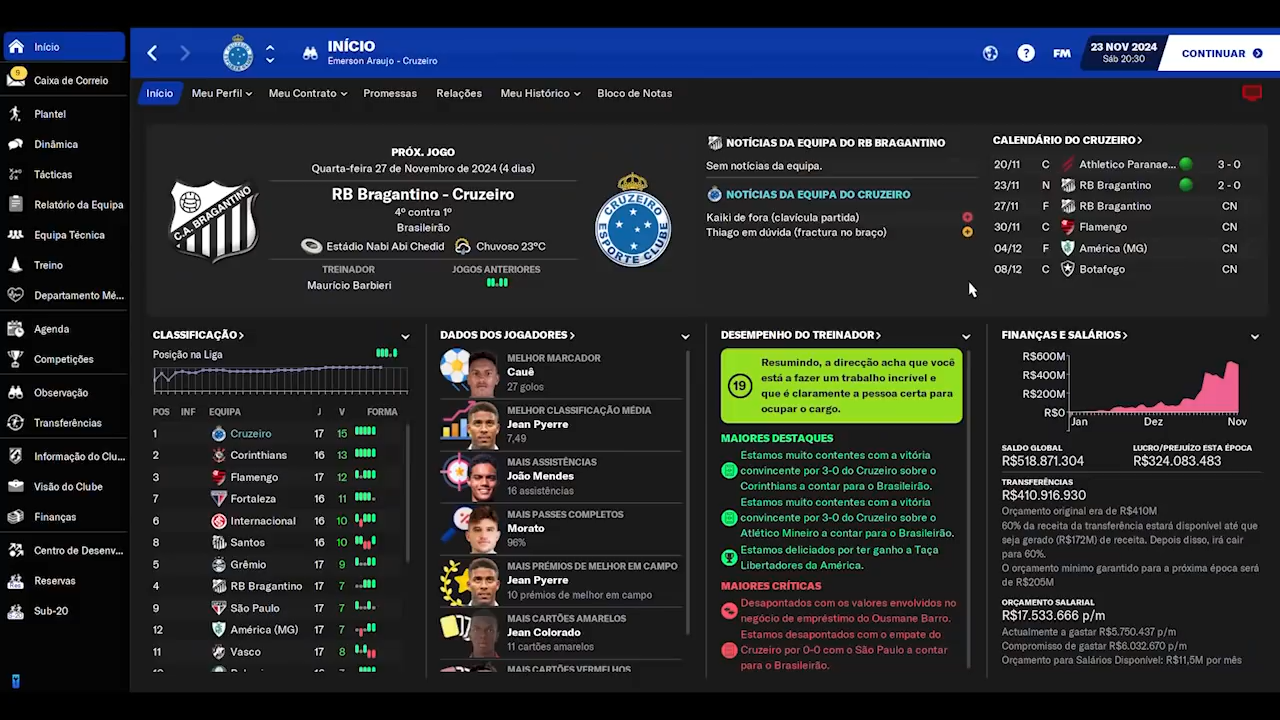 Início
INÍCIO
Emerson Araujo - Cruzeiro
FM
23 NOV 2024
Sáb 20:30
CONTINUAR
9
Caixa de Correio
Plantel
Dinâmica
Tácticas
Relatório da Equipa
Equipa Técnica
Treino
Departamento Mé...
Agenda
Competições
Observação
Transferências
Informação do Clu...
Visão do Clube
Finanças
Centro de Desenv...
Reservas
Sub-20
Início
Meu Perfil
Meu Contrato
Promessas
Relações
Meu Histórico
Bloco de Notas
PRÓX. JOGO
Quarta-feira 27 de Novembro de 2024 (4 dias)
RB Bragantino - Cruzeiro
4º contra 1º
Brasileirão
Estádio Nabi Abi Chedid
Chuvoso 23ºC
TREINADOR
Maurício Barbieri
JOGOS ANTERIORES
C.A. BRAGANTINO
CRUZEIRO ESPORTE CLUBE
NOTÍCIAS DA EQUIPA DO RB BRAGANTINO
Sem notícias da equipa.
NOTÍCIAS DA EQUIPA DO CRUZEIRO
Kaiki de fora (clavícula partida)
Thiago em dúvida (fractura no braço)
CALENDÁRIO DO CRUZEIRO >
20/11 C Athletico Paranae... 3 - 0
23/11 N RB Bragantino 2 - 0
27/11 F RB Bragantino CN
30/11 C Flamengo CN
04/12 F América (MG) CN
08/12 C Botafogo CN
CLASSIFICAÇÃO >
Posição na Liga
POS INF EQUIPA J V FORMA
1 Cruzeiro 17 15
2 Corinthians 16 13
3 Flamengo 17 12
7 Fortaleza 16 11
6 Internacional 16 10
8 Santos 16 10
5 Grêmio 17 9
4 RB Bragantino 17 7
9 São Paulo 17 7
12 América (MG) 17 7
11 Vasco 17 8
DADOS DOS JOGADORES >
MELHOR MARCADOR
Cauê
27 golos
MELHOR CLASSIFICAÇÃO MÉDIA
Jean Pyerre
7,49
MAIS ASSISTÊNCIAS
João Mendes
16 assistências
MAIS PASSES COMPLETOS
Morato
96%
MAIS PRÉMIOS DE MELHOR EM CAMPO
Jean Pyerre
10 prémios de melhor em campo
MAIS CARTÕES AMARELOS
Jean Colorado
11 cartões amarelos
MAIS CARTÕES VERMELHOS
DESEMPENHO DO TREINADOR >
19
Resumindo, a direcção acha que você
está a fazer um trabalho incrível e
que é claramente a pessoa certa para
ocupar o cargo.
MAIORES DESTAQUES
Estamos muito contentes com a vitória
convincente por 3-0 do Cruzeiro sobre o
Corinthians a contar para o Brasileirão.
Estamos muito contentes com a vitória
convincente por 3-0 do Cruzeiro sobre o
Atlético Mineiro a contar para o Brasileirão.
Estamos deliciados por ter ganho a Taça
Libertadores da América.
MAIORES CRÍTICAS
Desapontados com os valores envolvidos no
negócio de empréstimo do Ousmane Barro.
Estamos desapontados com o empate do
Cruzeiro por 0-0 com o São Paulo a contar
para o Brasileirão.
FINANÇAS E SALÁRIOS >
R$600M
R$400M
R$200M
R$0
Jan Dez Nov
SALDO GLOBAL
R$518.871.304
LUCRO/PREJUÍZO ESTA ÉPOCA
R$324.083.483
TRANSFERÊNCIAS
R$410.916.930
Orçamento original era de R$410M
60% da receita da transferência estará disponível até que
seja gerado (R$172M) de receita. Depois disso, irá cair
para 60%.
O orçamento mínimo garantido para a próxima época será
de R$205M
ORÇAMENTO SALARIAL
R$17.533.666 p/m
Actualmente a gastar R$5.750.437 p/m
Compromisso de gastar R$6.032.670 p/m
Orçamento para Salários Disponível: R$11,5M por mês